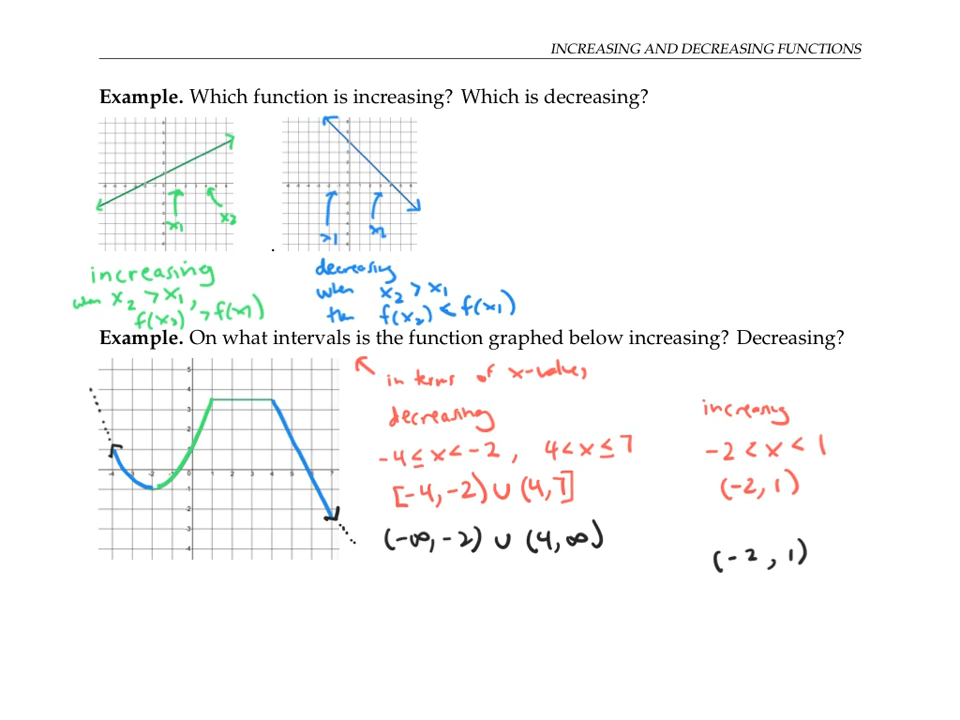 INCREASING AND DECREASING FUNCTIONS
Example. Which function is increasing? Which is decreasing?
x1 x2
x1 x2
increasing
when x2 > x1,
f(x2) > f(x1)
decreasing
when x2 > x1
then f(x2) < f(x1)
Example. On what intervals is the function graphed below increasing? Decreasing?
in terms of x-values
decreasing
-4 ≤ x < -2 , 4 < x ≤ 7
[-4, -2) ∪ (4, 7]
(-∞, -2) ∪ (4, ∞)
increasing
-2 < x < 1
(-2, 1)
(-2, 1)